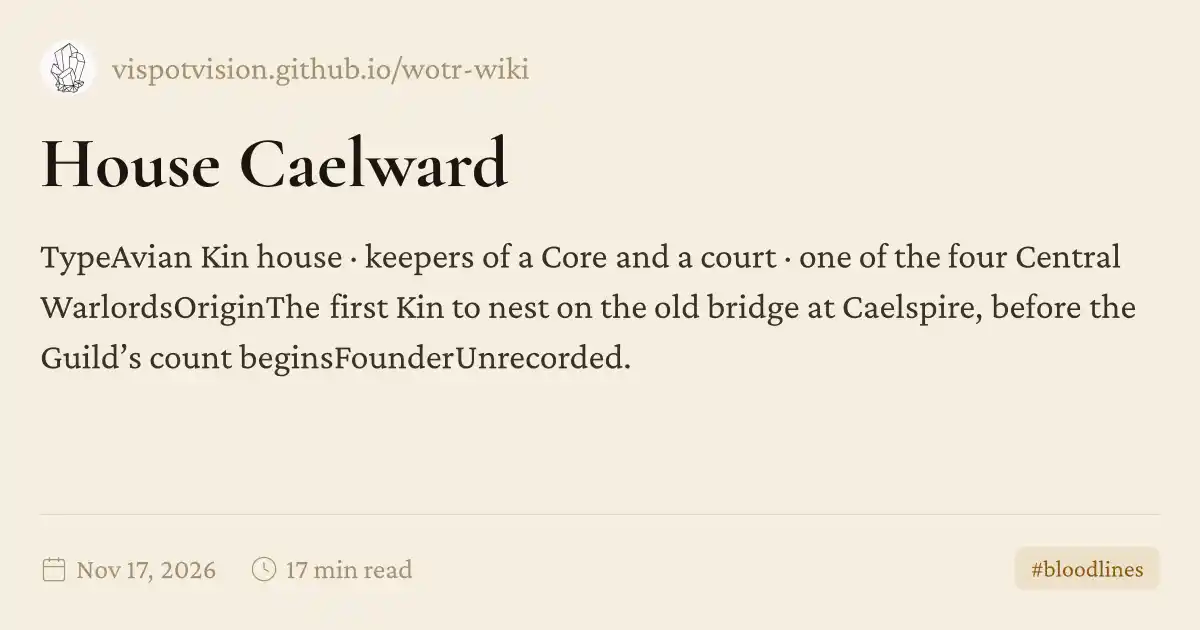 vispotvision.github.io/wotr-wiki
House Caelward
TypeAvian Kin house · keepers of a Core and a court · one of the four Central
WarlordsOriginThe first Kin to nest on the old bridge at Caelspire, before the
Guild’s count beginsFounderUnrecorded.
Nov 17, 2026
17 min read
#bloodlines